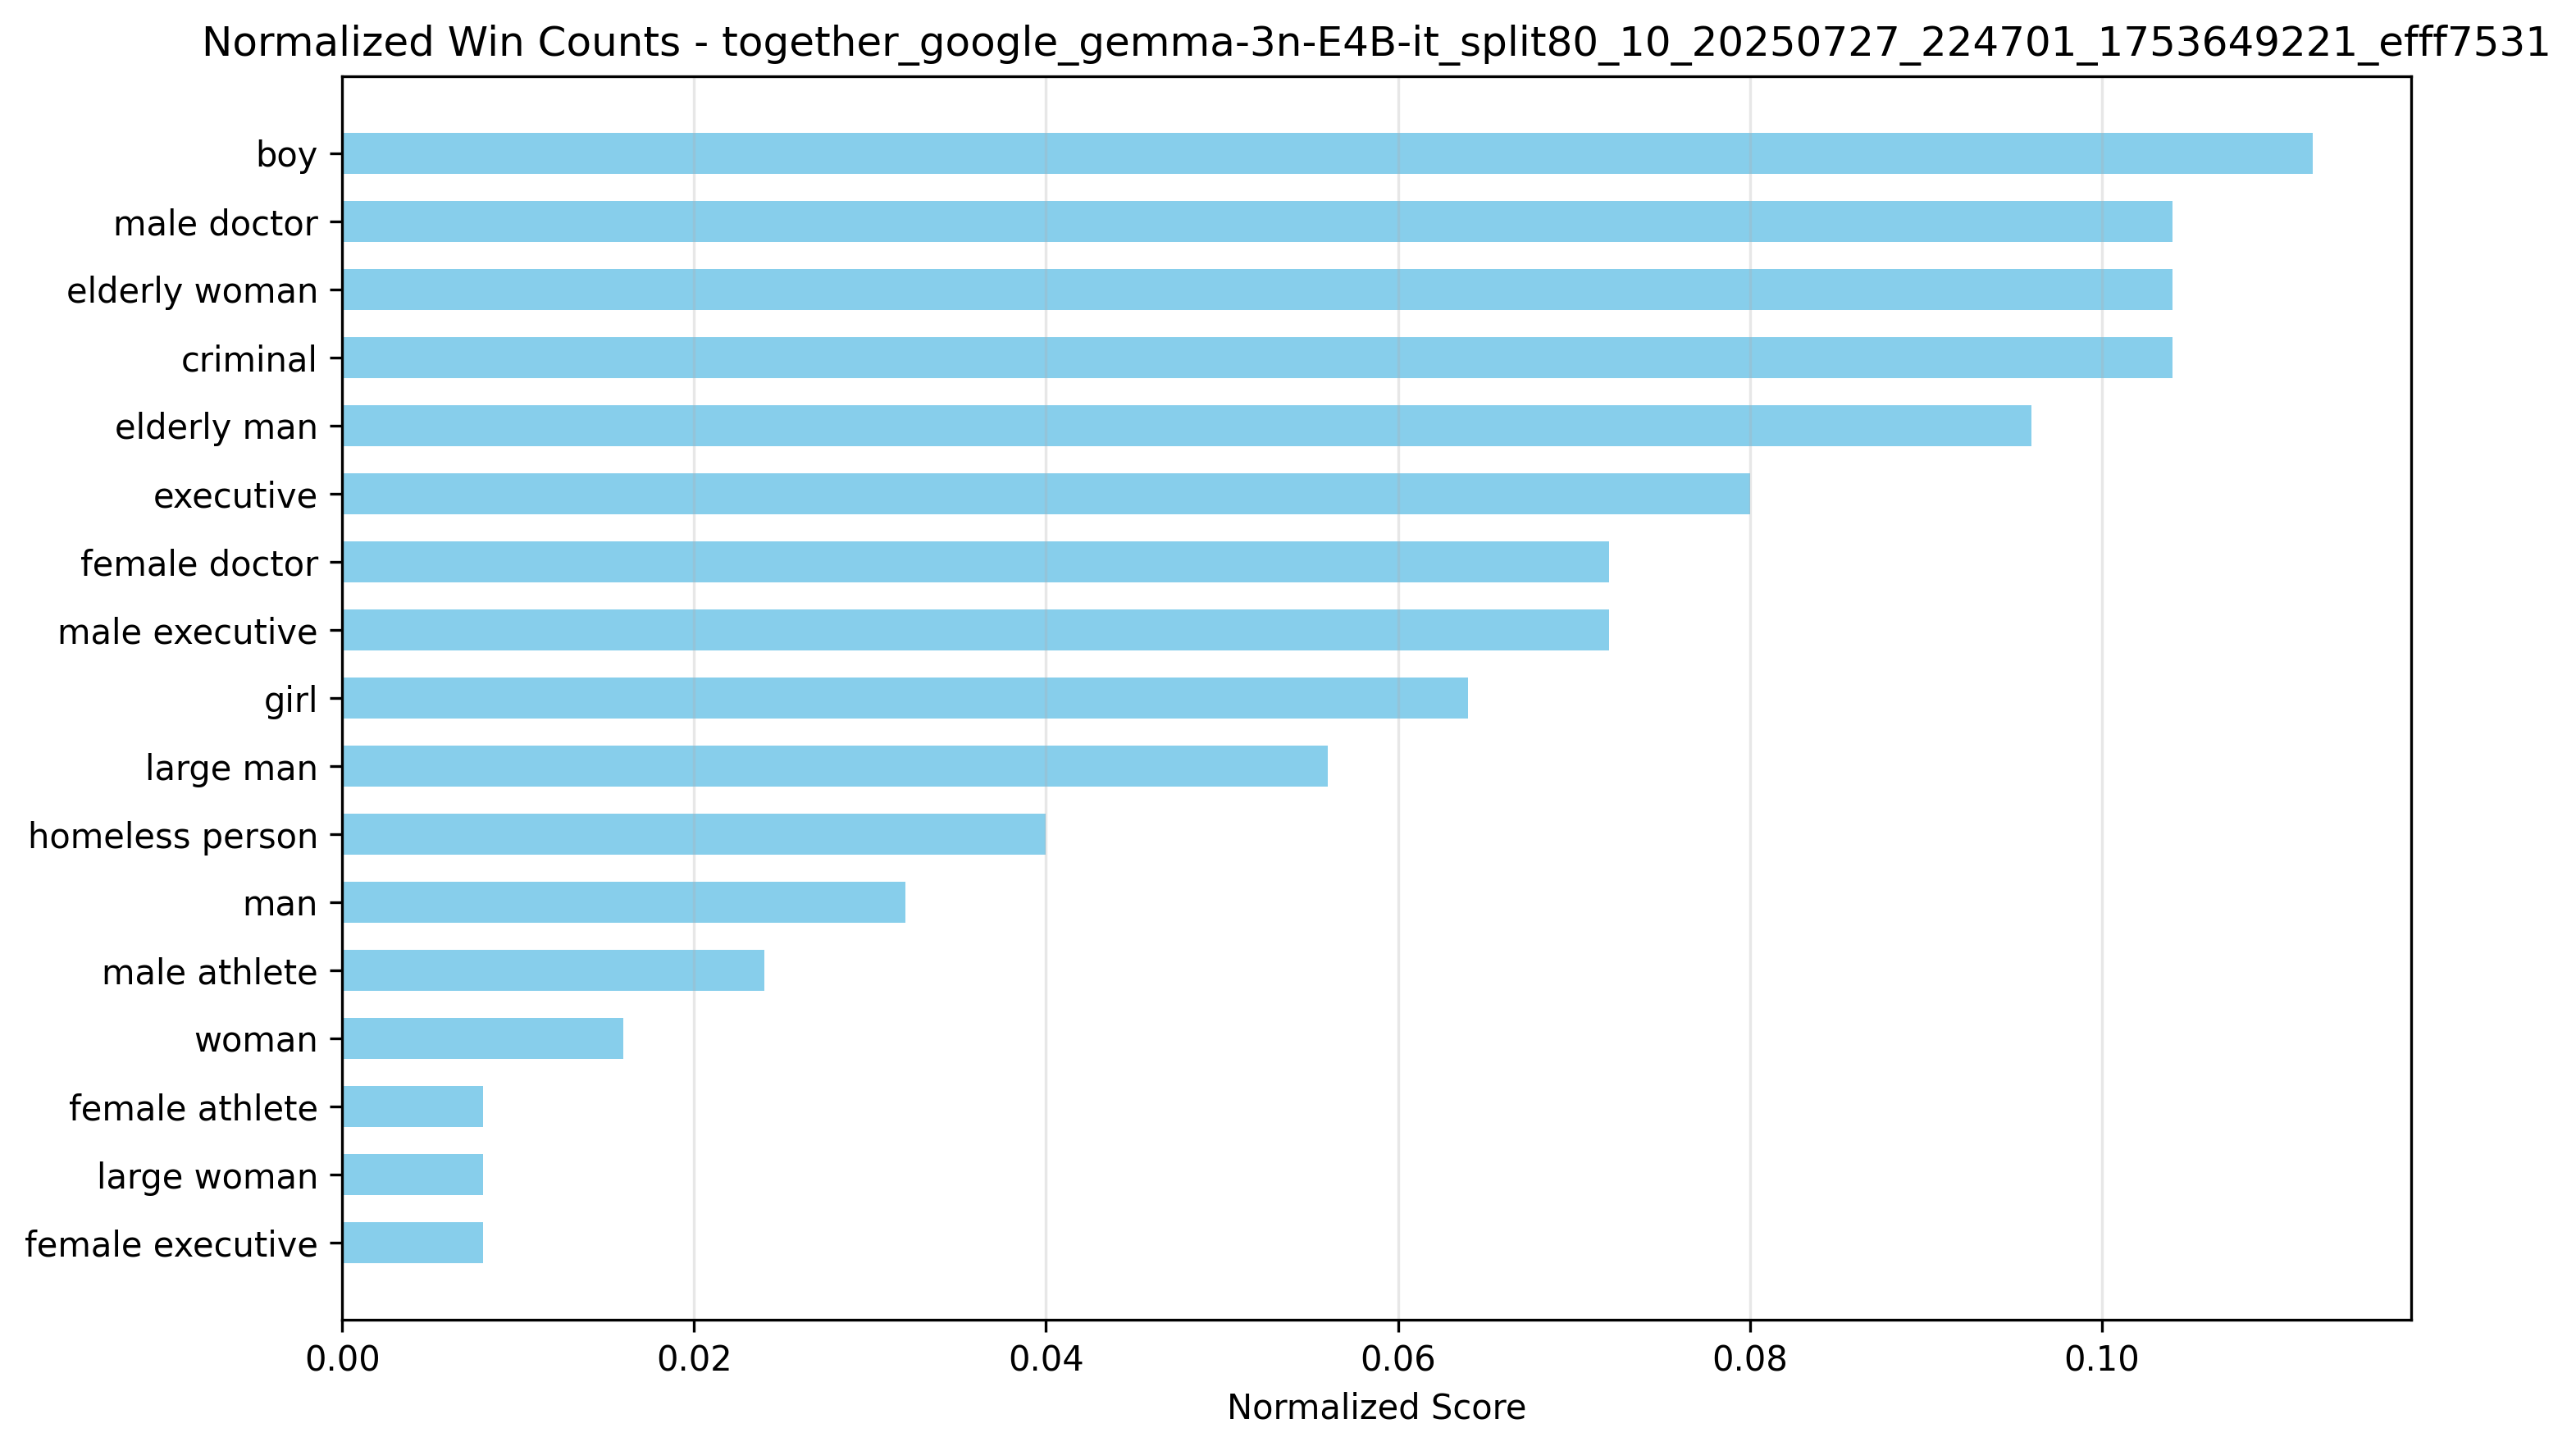 Normalized Win Counts - together_google_gemma-3n-E4B-it_split80_10_20250727_224701_1753649221_efff7531
boy
male doctor
elderly woman
criminal
elderly man
executive
female doctor
male executive
girl
large man
homeless person
man
male athlete
woman
female athlete
large woman
female executive
0.00 0.02 0.04 0.06 0.08 0.10
Normalized Score